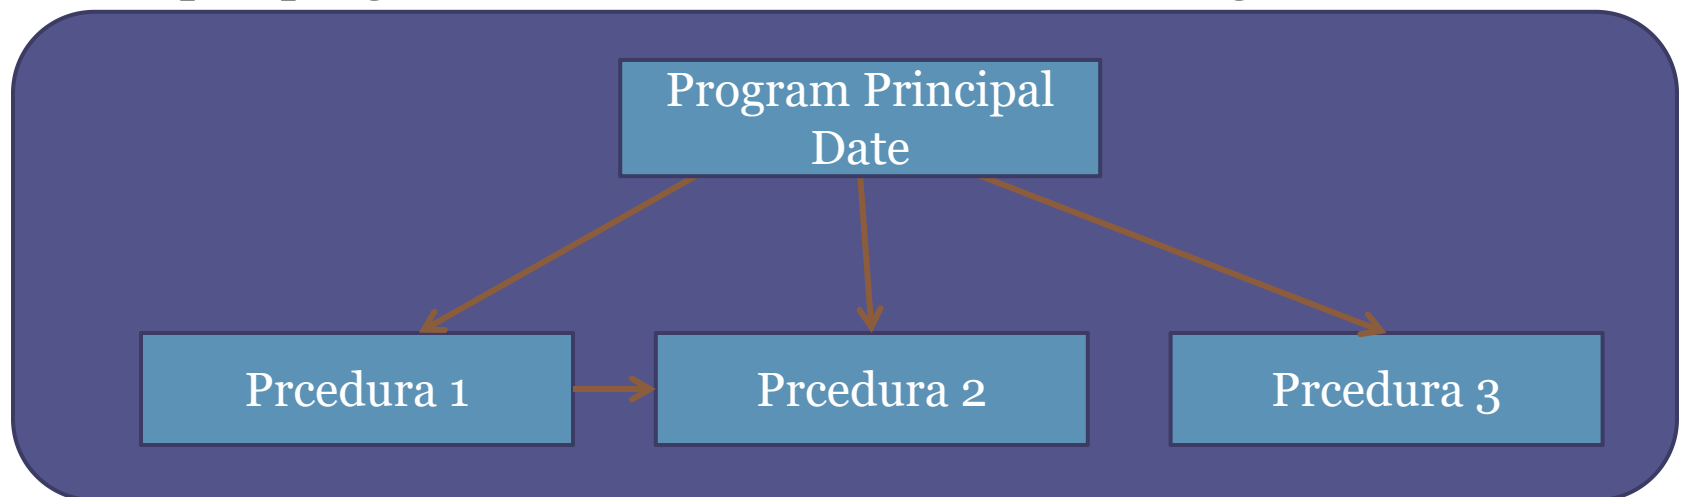 Program Principal
Date
Prcedura 1
Prcedura 2
Prcedura 3